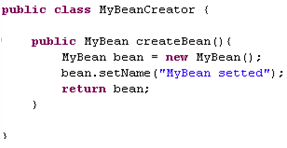 public class MyBeanCreator {
public MyBean createBean(){
MyBean bean = new MyBean();
bean.setName("MyBean setted");
return bean;
}
}